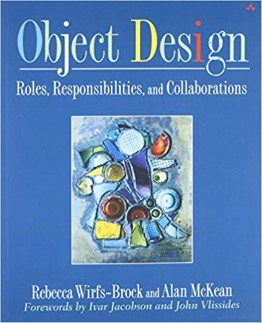 Object Design
Roles, Responsibilities, and Collaborations
Rebecca Wirfs-Brock and Alan McKean
Forewords by Ivar Jacobson and John Vlissides